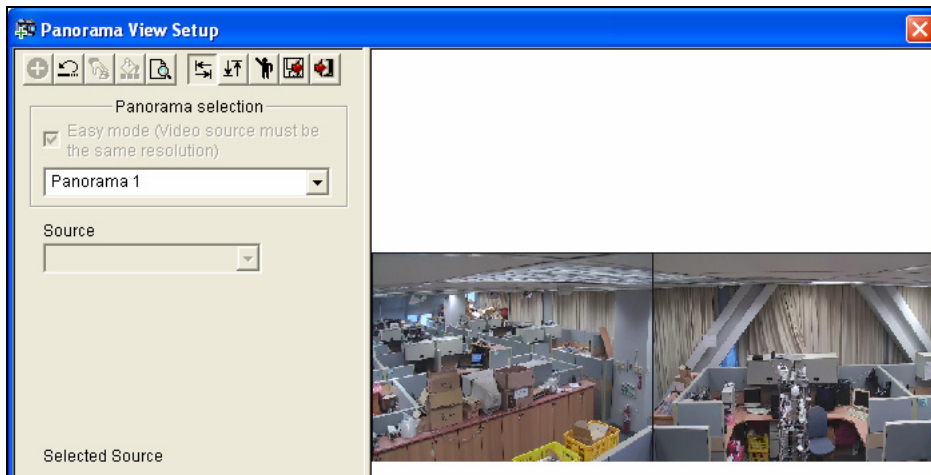 Panorama View Setup
Panorama selection
Easy mode (Video source must be
the same resolution)
Panorama 1
Source
Selected Source